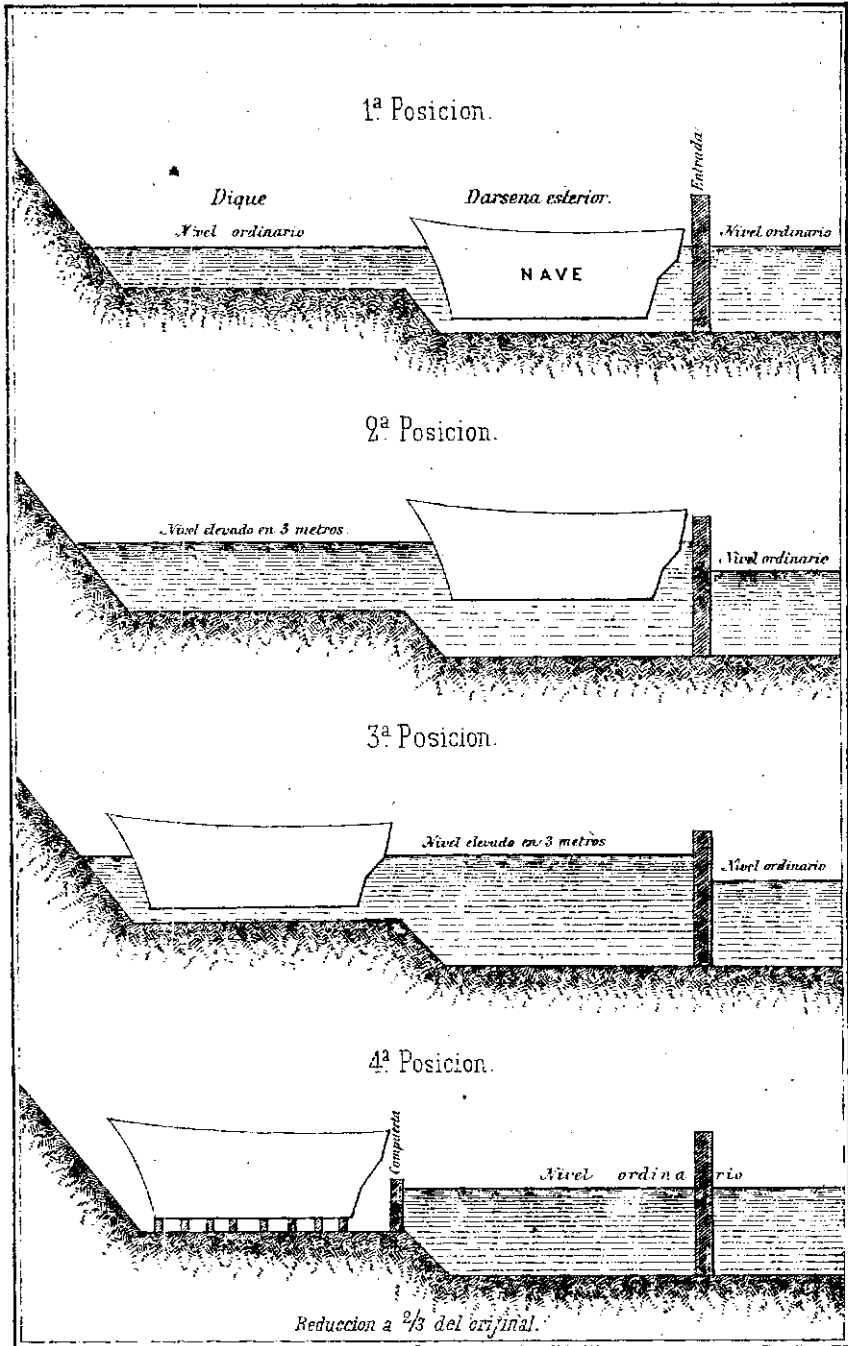 1ª Posicion.
Entrada
Dique
Darsena esterior.
Nivel ordinario
Nivel ordinario
NAVE
2ª Posicion.
Nivel elevado en 3 metros
Nivel ordinario
3ª Posicion.
Nivel elevado en 3 metros
Nivel ordinario
4ª Posicion.
Compuerta
Nivel ordinario
Reduccion a 2/3 del orijinal.